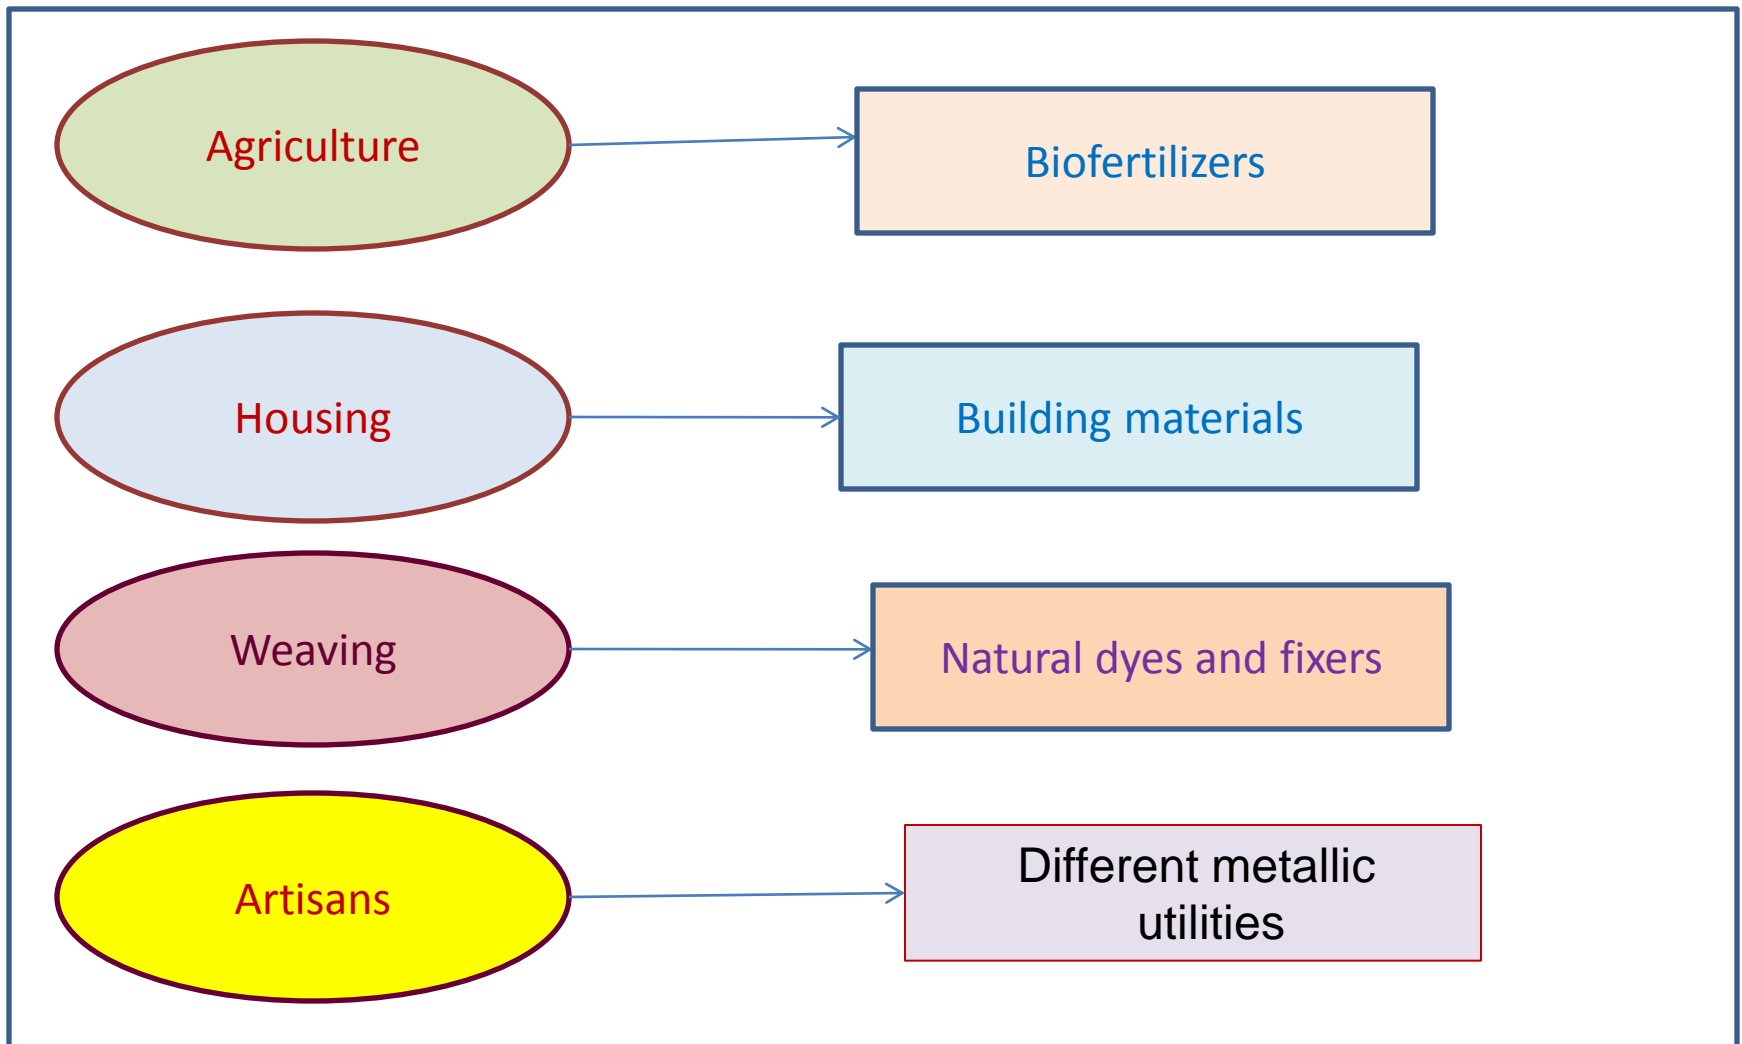 Agriculture
Biofertilizers
Housing
Building materials
Weaving
Natural dyes and fixers
Artisans
Different metallic
utilities